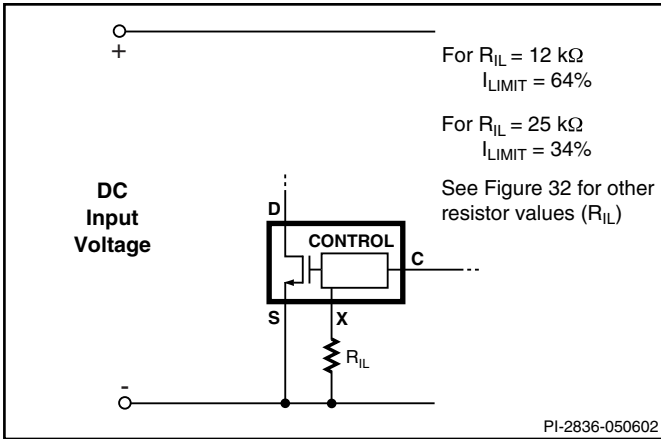 +
For R_IL = 12 kΩ
I_LIMIT = 64%
For R_IL = 25 kΩ
I_LIMIT = 34%
See Figure 32 for other
resistor values (R_IL)
DC
Input
Voltage
D
CONTROL
C
S
X
R_IL
-
PI-2836-050602